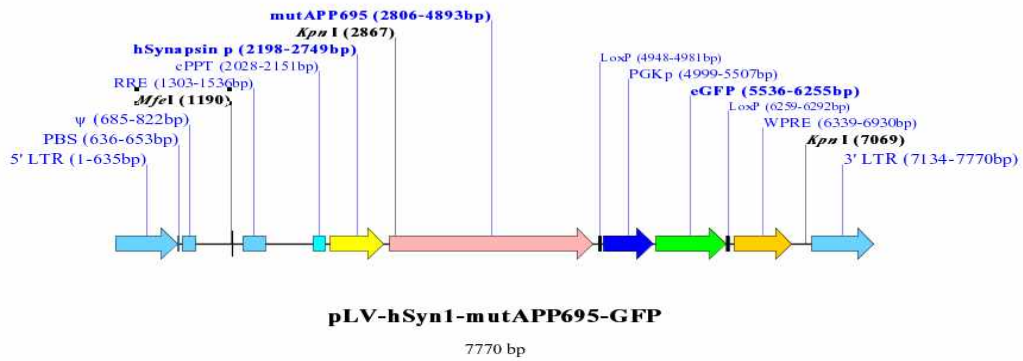 mutAPP695 (2806-4893bp)
Kpn I (2867)
hSynapsin p (2198-2749bp)
cPPT (2028-2151bp)
RRE (1303-1536bp)
MfeI (1190)
ψ (685-822bp)
PBS (636-653bp)
5' LTR (1-635bp)
LoxP (4948-4981bp)
PGKp (4999-5507bp)
eGFP (5536-6255bp)
LoxP (6259-6292bp)
WPRE (6339-6930bp)
Kpn I (7069)
3' LTR (7134-7770bp)
pLV-hSyn1-mutAPP695-GFP
7770 bp